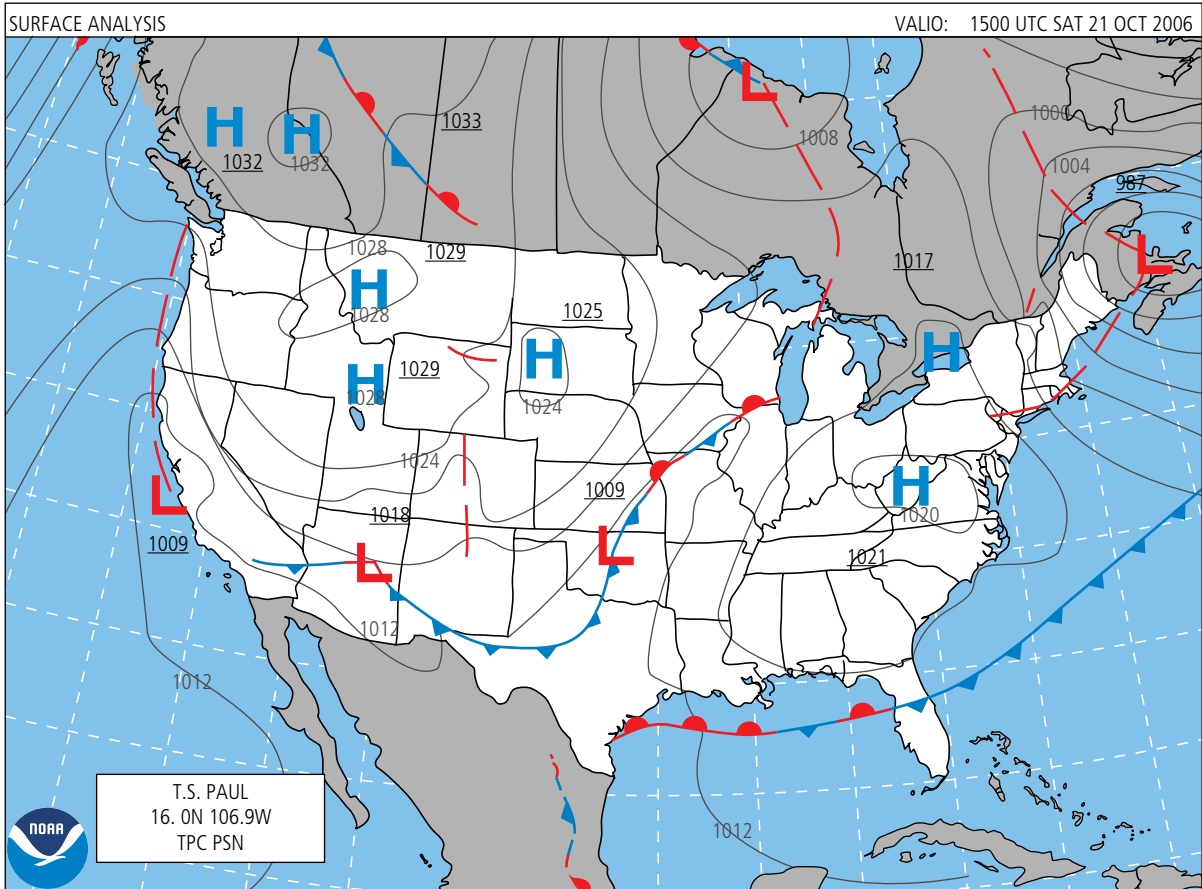 SURFACE ANALYSIS
VALIO: 1500 UTC SAT 21 OCT 2006
L
1000
H
H
1033
1008
1032
1032
1004
987
1028
1029
1017
L
H
1028
1025
H
1029
H
H
1028
1024
1024
1009
H
L
1018
1020
1009
L
L
1021
1012
1012
1012
T.S. PAUL
16. 0N 106.9W
TPC PSN
NOAA